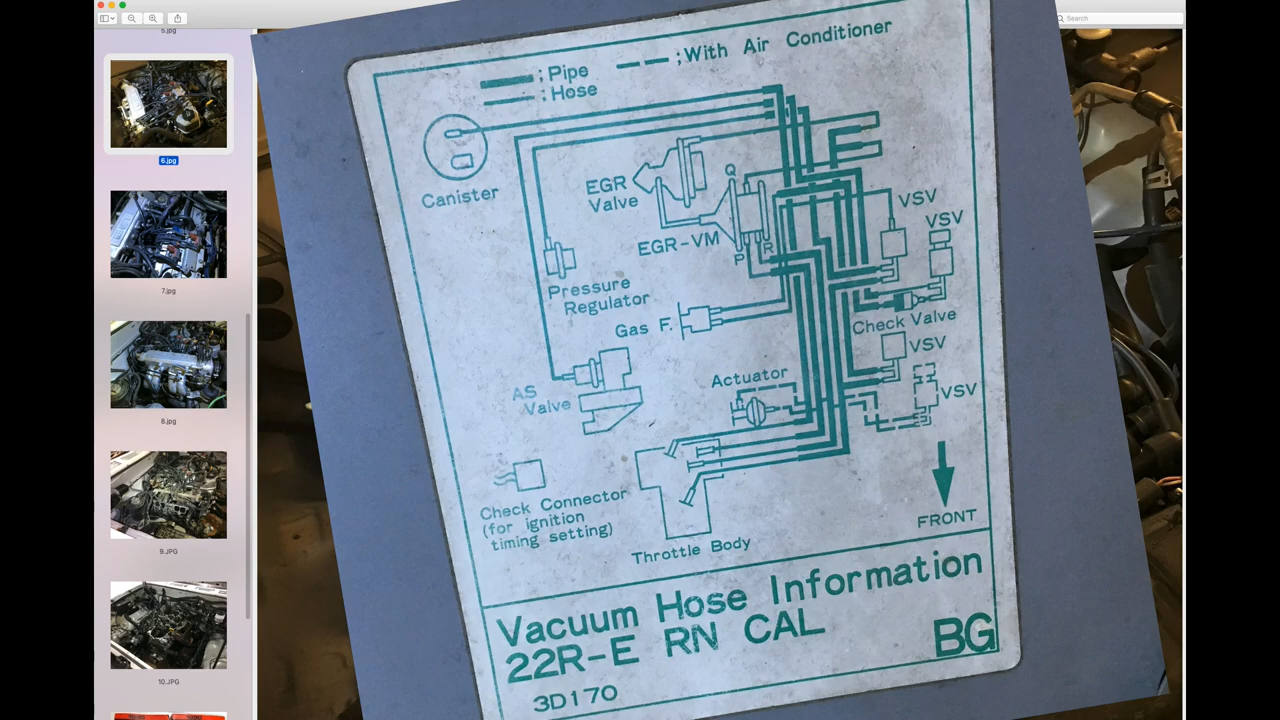 Search
5.jpg
6.jpg
7.jpg
8.jpg
9.JPG
10.JPG
; Pipe
; Hose
; With Air Conditioner
Canister
EGR
Valve
Q
EGR-VM
P
R
VSV
VSV
Pressure
Regulator
Gas F.
Check Valve
VSV
Actuator
AS
Valve
VSV
Check Connector
(for ignition
timing setting)
Throttle Body
FRONT
Vacuum Hose Information
22R-E RN CAL
BG
3D170